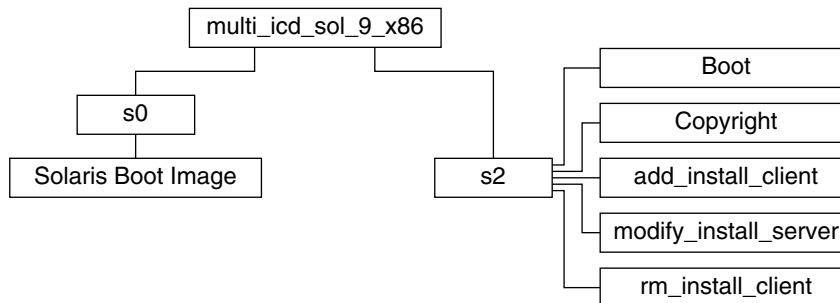 multi_icd_sol_9_x86
Boot
s0
Copyright
Solaris Boot Image
s2
add_install_client
modify_install_server
rm_install_client